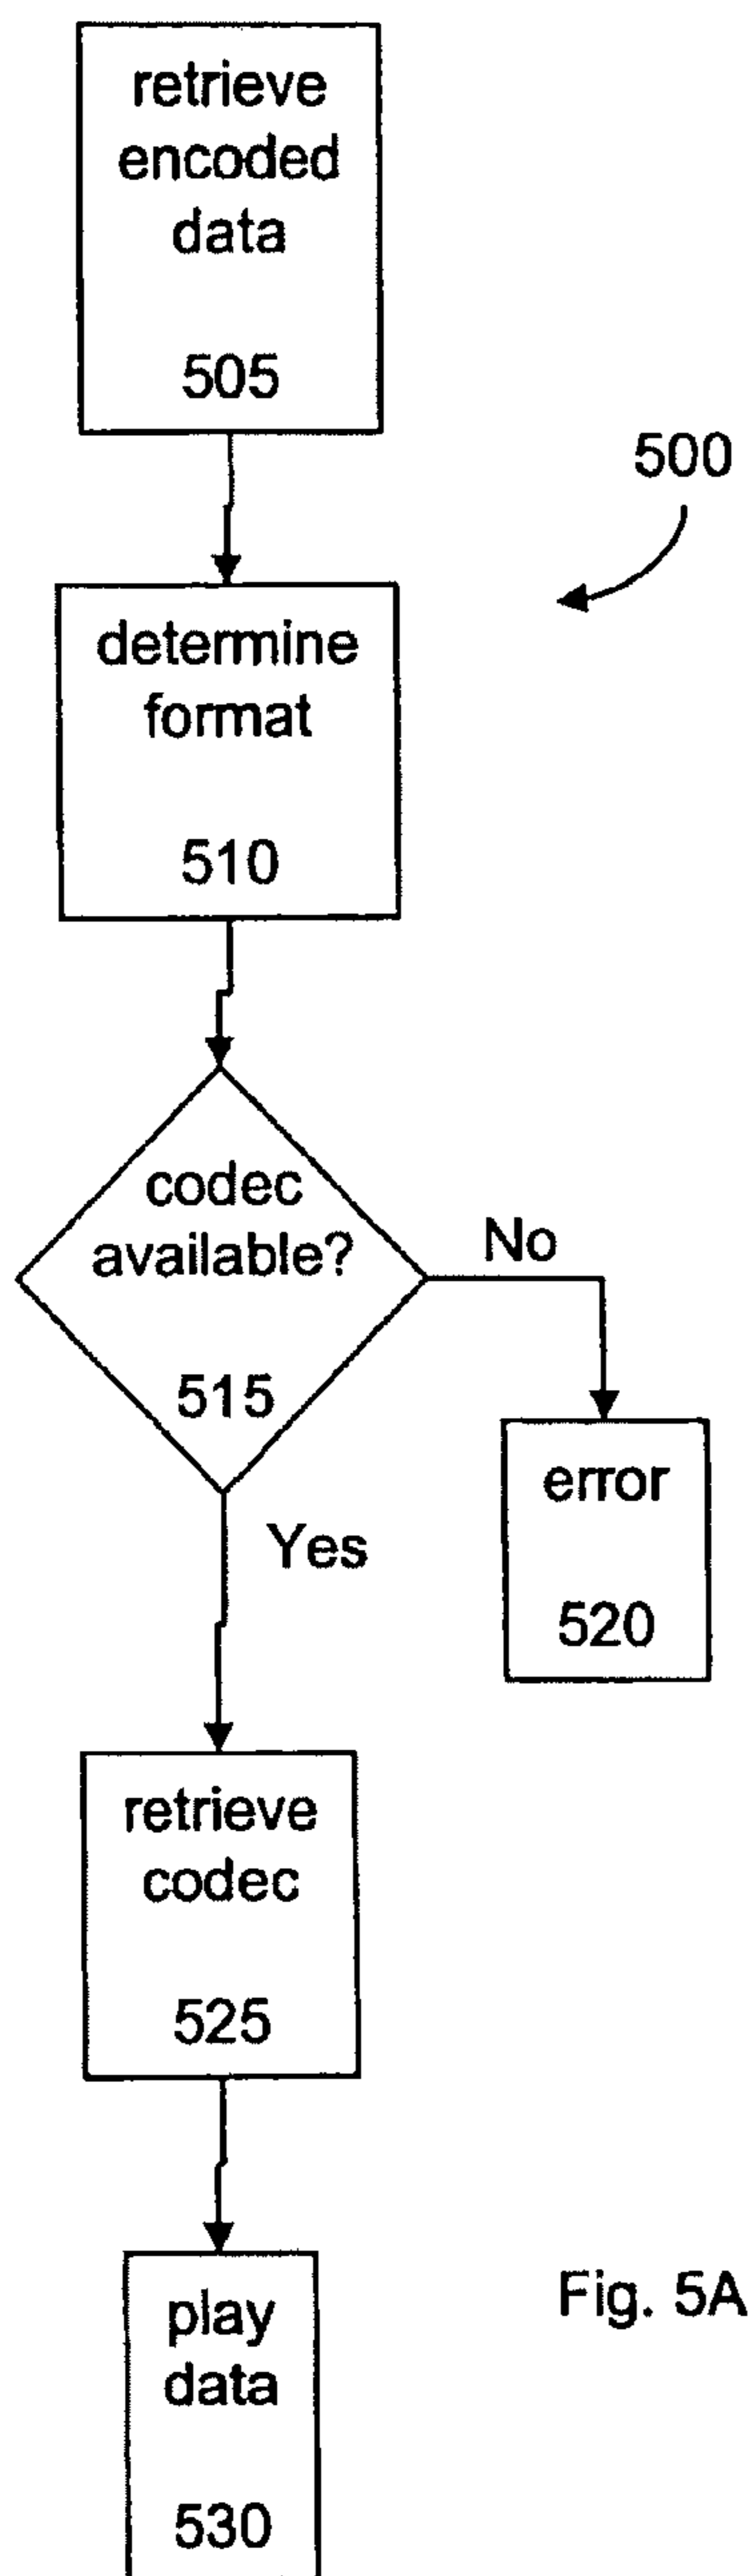 retrieve
encoded
data
505
500
determine
format
510
codec
available?
515
No
error
520
Yes
retrieve
codec
525
play
data
530
Fig. 5A